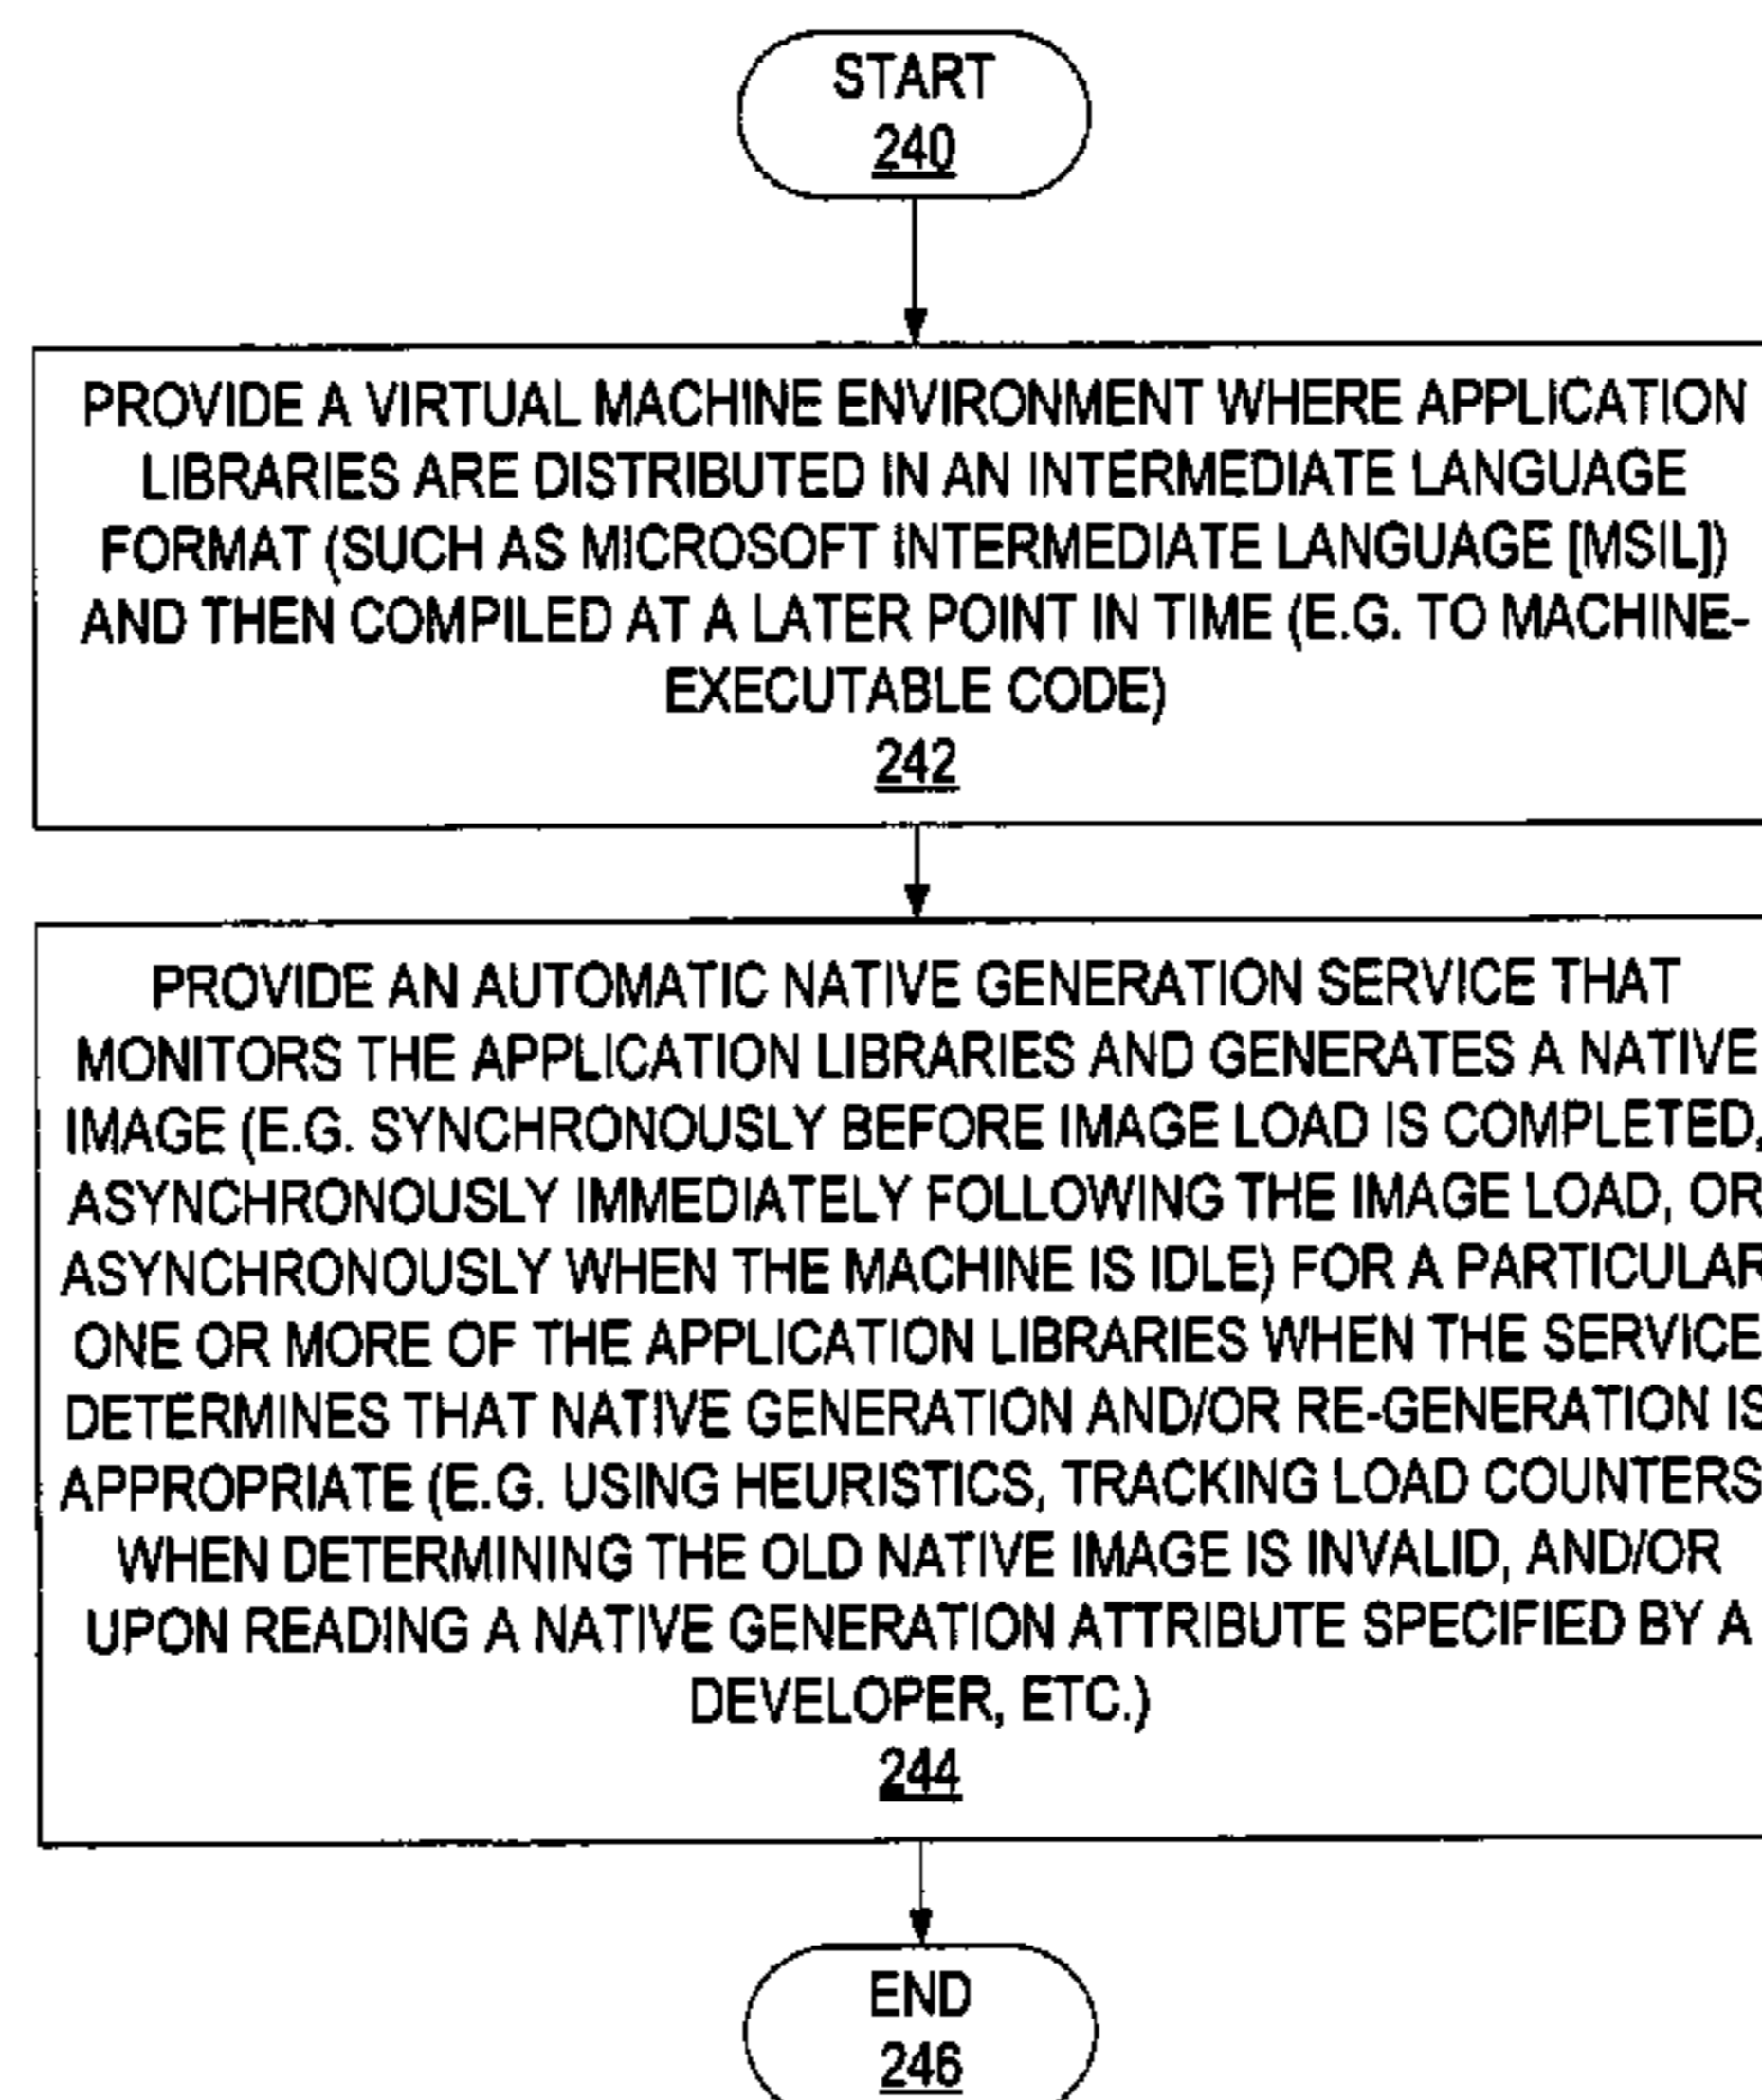 START
240
PROVIDE A VIRTUAL MACHINE ENVIRONMENT WHERE APPLICATION
LIBRARIES ARE DISTRIBUTED IN AN INTERMEDIATE LANGUAGE
FORMAT (SUCH AS MICROSOFT INTERMEDIATE LANGUAGE [MSIL])
AND THEN COMPILED AT A LATER POINT IN TIME (E.G. TO MACHINE-
EXECUTABLE CODE)
242
PROVIDE AN AUTOMATIC NATIVE GENERATION SERVICE THAT
MONITORS THE APPLICATION LIBRARIES AND GENERATES A NATIVE
IMAGE (E.G. SYNCHRONOUSLY BEFORE IMAGE LOAD IS COMPLETED,
ASYNCHRONOUSLY IMMEDIATELY FOLLOWING THE IMAGE LOAD, OR
ASYNCHRONOUSLY WHEN THE MACHINE IS IDLE) FOR A PARTICULAR
ONE OR MORE OF THE APPLICATION LIBRARIES WHEN THE SERVICE
DETERMINES THAT NATIVE GENERATION AND/OR RE-GENERATION IS
APPROPRIATE (E.G. USING HEURISTICS, TRACKING LOAD COUNTERS
WHEN DETERMINING THE OLD NATIVE IMAGE IS INVALID, AND/OR
UPON READING A NATIVE GENERATION ATTRIBUTE SPECIFIED BY A
DEVELOPER, ETC.)
244
END
246